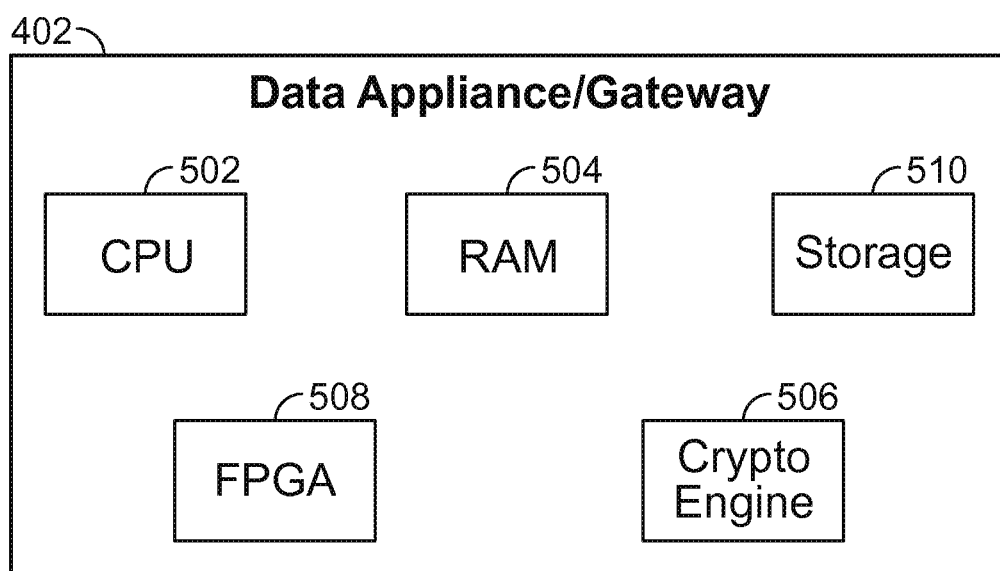 402
Data Appliance/Gateway
502
504
510
CPU
RAM
Storage
508
506
FPGA
Crypto
Engine